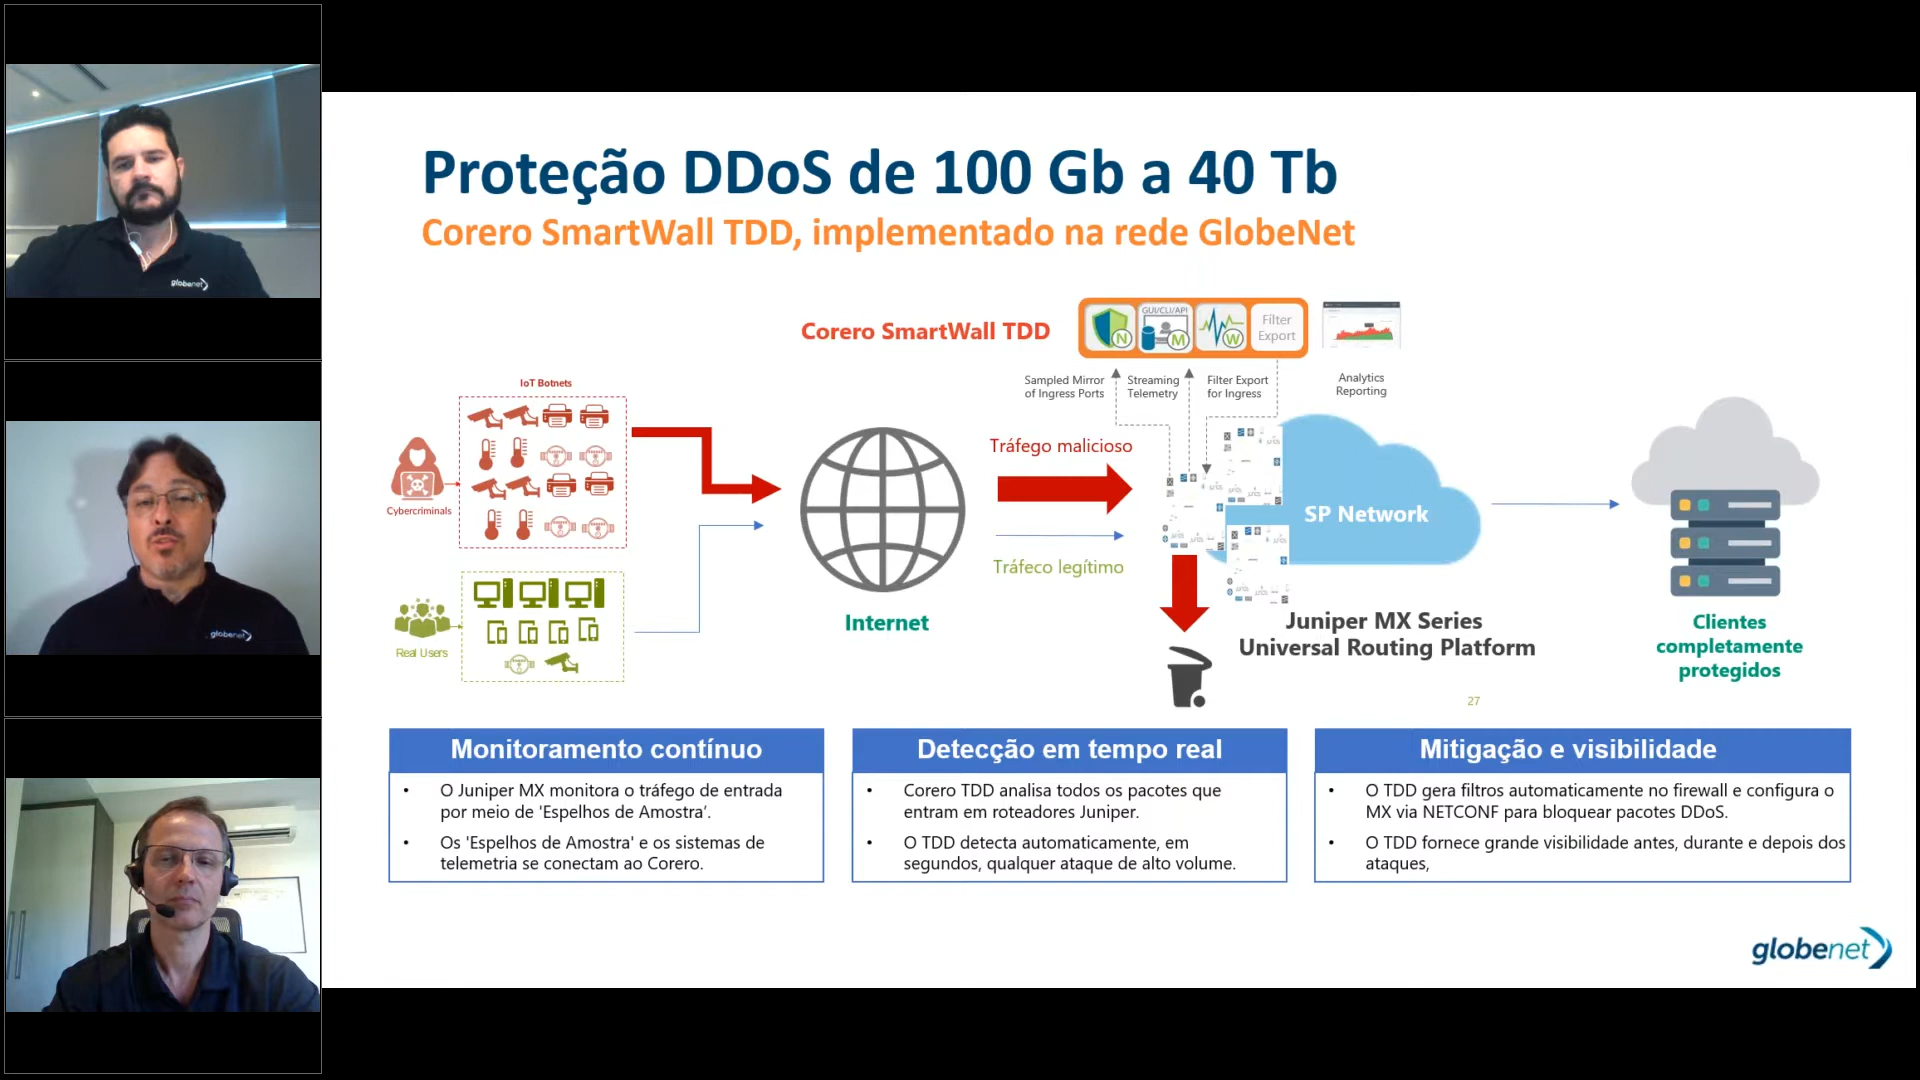 globenet
globenet
Proteção DDoS de 100 Gb a 40 Tb
Corero SmartWall TDD, implementado na rede GlobeNet
Corero SmartWall TDD
N
GUI/CLI/API
M
W
Filter
Export
Sampled Mirror
of Ingress Ports
Streaming
Telemetry
Filter Export
for Ingress
Analytics
Reporting
IoT Botnets
Cybercriminals
Real Users
Internet
Tráfego malicioso
Tráfeco legítimo
SP Network
Juniper MX Series
Universal Routing Platform
Clientes
completamente
protegidos
27
Monitoramento contínuo
• O Juniper MX monitora o tráfego de entrada
por meio de 'Espelhos de Amostra’.
• Os 'Espelhos de Amostra' e os sistemas de
telemetria se conectam ao Corero.
Detecção em tempo real
• Corero TDD analisa todos os pacotes que
entram em roteadores Juniper.
• O TDD detecta automaticamente, em
segundos, qualquer ataque de alto volume.
Mitigação e visibilidade
• O TDD gera filtros automaticamente no firewall e configura o
MX via NETCONF para bloquear pacotes DDoS.
• O TDD fornece grande visibilidade antes, durante e depois dos
ataques,
globenet